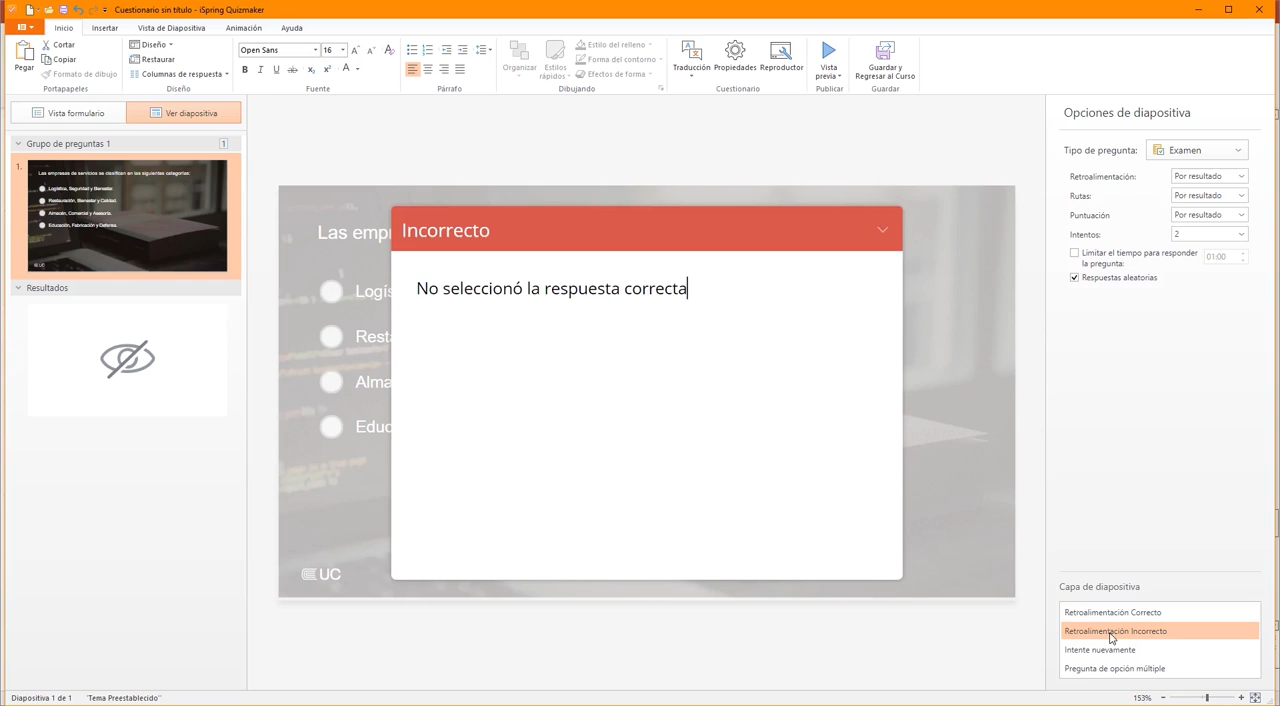 Cuestionario sin título - iSpring Quizmaker
Inicio
Insertar
Vista de Diapositiva
Animación
Ayuda
Pegar
Cortar
Copiar
Formato de dibujo
Portapapeles
Diseño
Restaurar
Columnas de respuesta
Diseño
Open Sans
16
Fuente
Párrafo
Organizar
Estilos rápidos
Estilo del relleno
Forma del contorno
Efectos de forma
Dibujando
Traducción
Propiedades
Reproductor
Cuestionario
Vista previa
Publicar
Guardar y Regresar al Curso
Guardar
Vista formulario
Ver diapositiva
Grupo de preguntas 1
1
1.
Las empresas de servicios se clasifican en las siguientes categorías:
Logística, Seguridad y Bienestar.
Restauración, Bienestar y Calidad.
Almacén, Comercial y Asesoría.
Educación, Fabricación y Defensa.
UC
Resultados
Las empr
Logís
Resta
Alma
Educ
UC
Incorrecto
No seleccionó la respuesta correcta
Opciones de diapositiva
Tipo de pregunta:
Examen
Retroalimentación:
Por resultado
Rutas:
Por resultado
Puntuación
Por resultado
Intentos:
2
Limitar el tiempo para responder
la pregunta:
01:00
Respuestas aleatorias
Capa de diapositiva
Retroalimentación Correcto
Retroalimentación Incorrecto
Intente nuevamente
Pregunta de opción múltiple
Diapositiva 1 de 1
"Tema Preestablecido"
153%